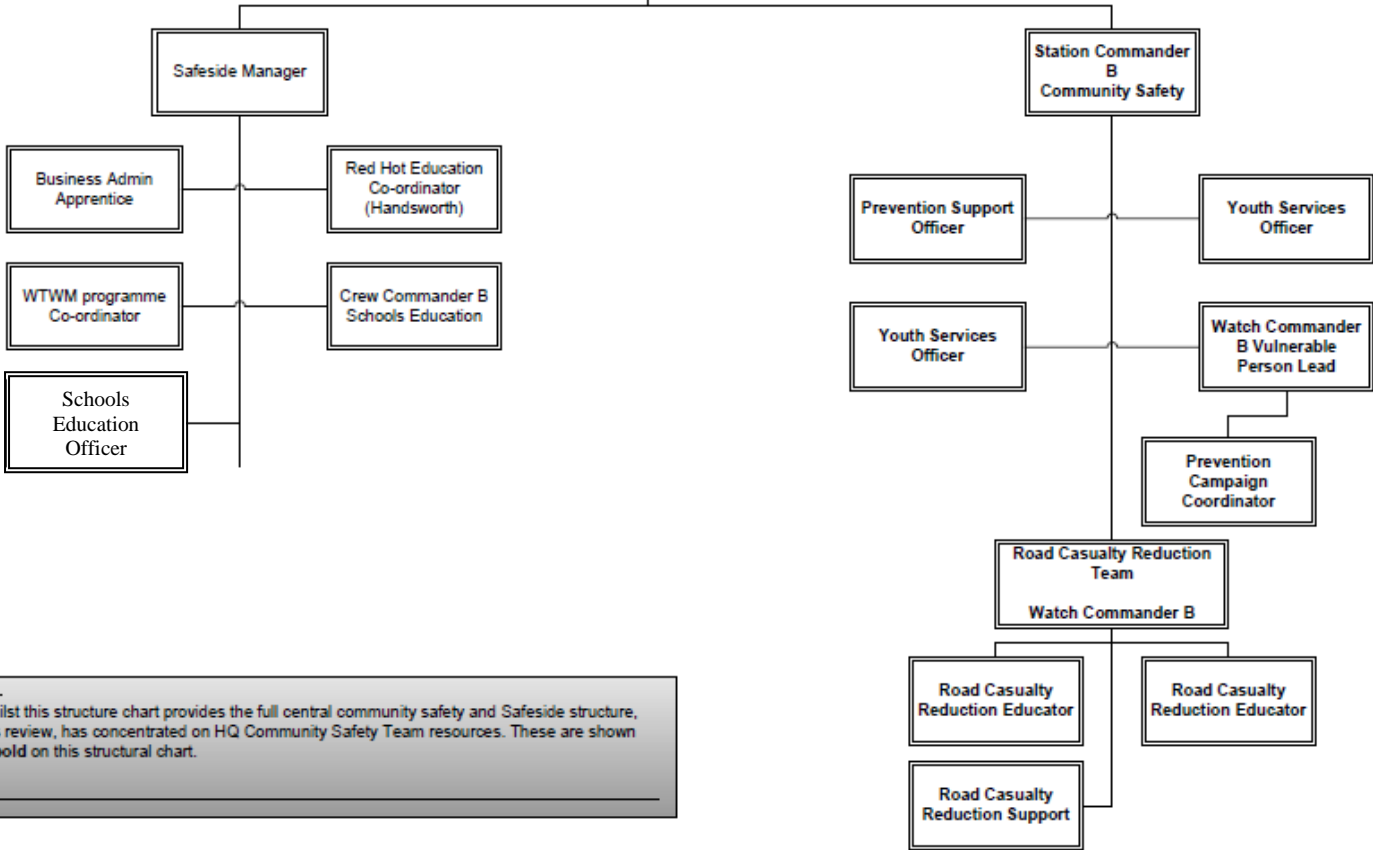 Safeside Manager
Station Commander
B
Community Safety
Business Admin
Apprentice
Red Hot Education
Co-ordinator
(Handsworth)
Prevention Support
Officer
Youth Services
Officer
WTWM programme
Co-ordinator
Crew Commander B
Schools Education
Youth Services
Officer
Watch Commander
B Vulnerable
Person Lead
Schools
Education
Officer
Prevention
Campaign
Coordinator
Road Casualty Reduction
Team
Watch Commander B
Road Casualty
Reduction Educator
Road Casualty
Reduction Educator
Road Casualty
Reduction Support
ilst this structure chart provides the full central community safety and Safeside structure,
s review, has concentrated on HQ Community Safety Team resources. These are shown
bold on this structural chart.